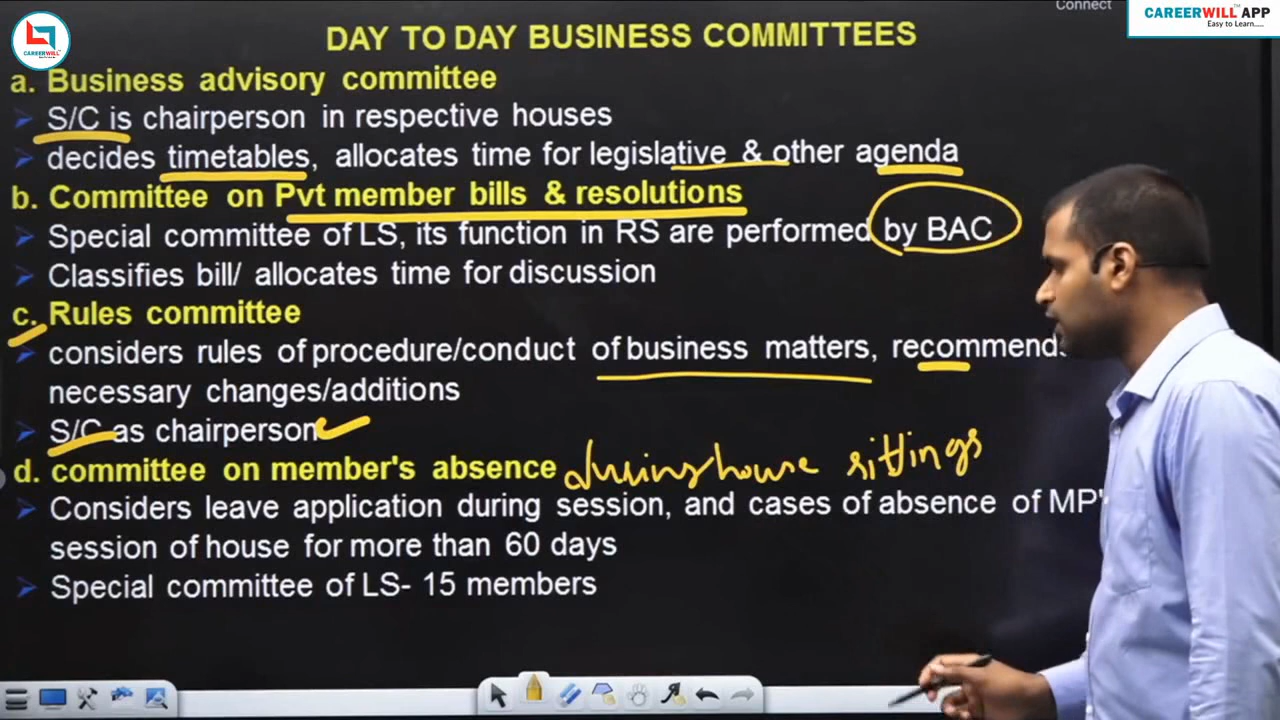 Connect
CAREERWILL APP
Easy to Learn.....
CAREERWILL
DAY TO DAY BUSINESS COMMITTEES
a. Business advisory committee
S/C is chairperson in respective houses
decides timetables, allocates time for legislative & other agenda
b. Committee on Pvt member bills & resolutions
Special committee of LS, its function in RS are performed by BAC
Classifies bill/ allocates time for discussion
c. Rules committee
considers rules of procedure/conduct of business matters, recommends
necessary changes/additions
S/C as chairperson
d. committee on member's absence during house sittings
Considers leave application during session, and cases of absence of MP'
session of house for more than 60 days
Special committee of LS- 15 members